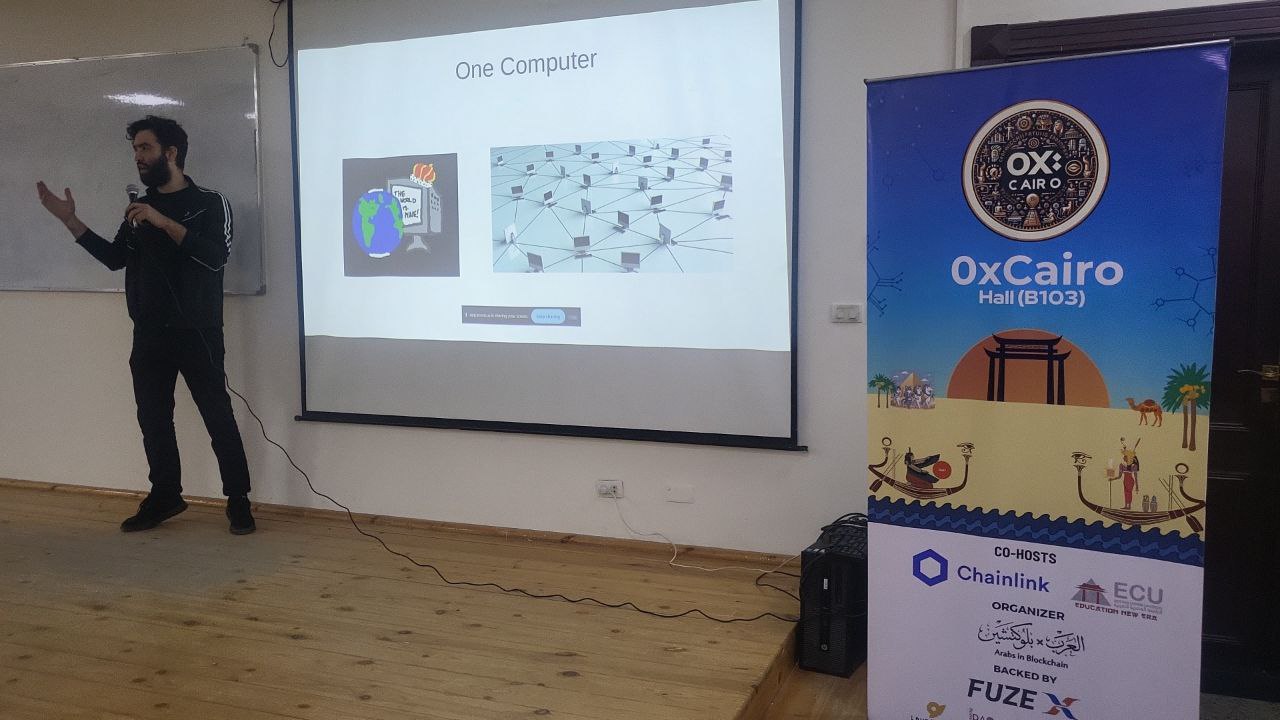 One Computer
THE
WORLD
IS
MINE!
0X:
CAIRO
0xCairo
Hall (B103)
CO-HOSTS
Chainlink
ECU
EDUCATION NEW ERA
ORGANIZER
العرب × بلوكتشين
Arabs in Blockchain
BACKED BY
FUZE